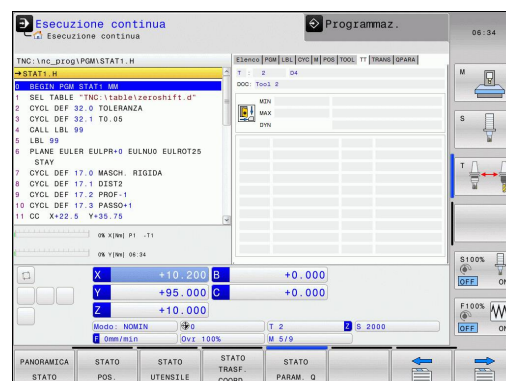 Esecuzione continua
Programmaz.
06:34
Esecuzione continua
TNC:\nc_prog\PGM\STAT1.H
→STAT1.H
0 BEGIN PGM STAT1 MM
1 SEL TABLE "TNC:\table\zeroshift.d"
2 CYCL DEF 32.0 TOLERANZA
3 CYCL DEF 32.1 T0.05
4 CALL LBL 99
5 LBL 99
6 PLANE EULER EULPR+0 EULNU0 EULROT25
STAY
7 CYCL DEF 17.0 MASCH. RIGIDA
8 CYCL DEF 17.1 DIST2
9 CYCL DEF 17.2 PROF-1
10 CYCL DEF 17.3 PASSO+1
11 CC X+22.5 Y+35.75
Elenco PGM LBL CYC M POS TOOL TT TRANS QPARA
T : 2 D4
DOC: Tool 2
MIN
MAX
DYN
M
S
T
0% X[Nm] P1 -T1
0% Y[Nm] 06:34
X +10.200 B +0.000
Y +95.000 C +0.000
Z +10.000
Modo: NOMIN 0 T 2 Z S 2000
F 0mm/min Ovr 100% M 5/9
S100%
OFF ON
F100%
OFF ON
PANORAMICA STATO
STATO POS.
STATO UTENSILE
STATO TRASF. COORD.
STATO PARAM. Q